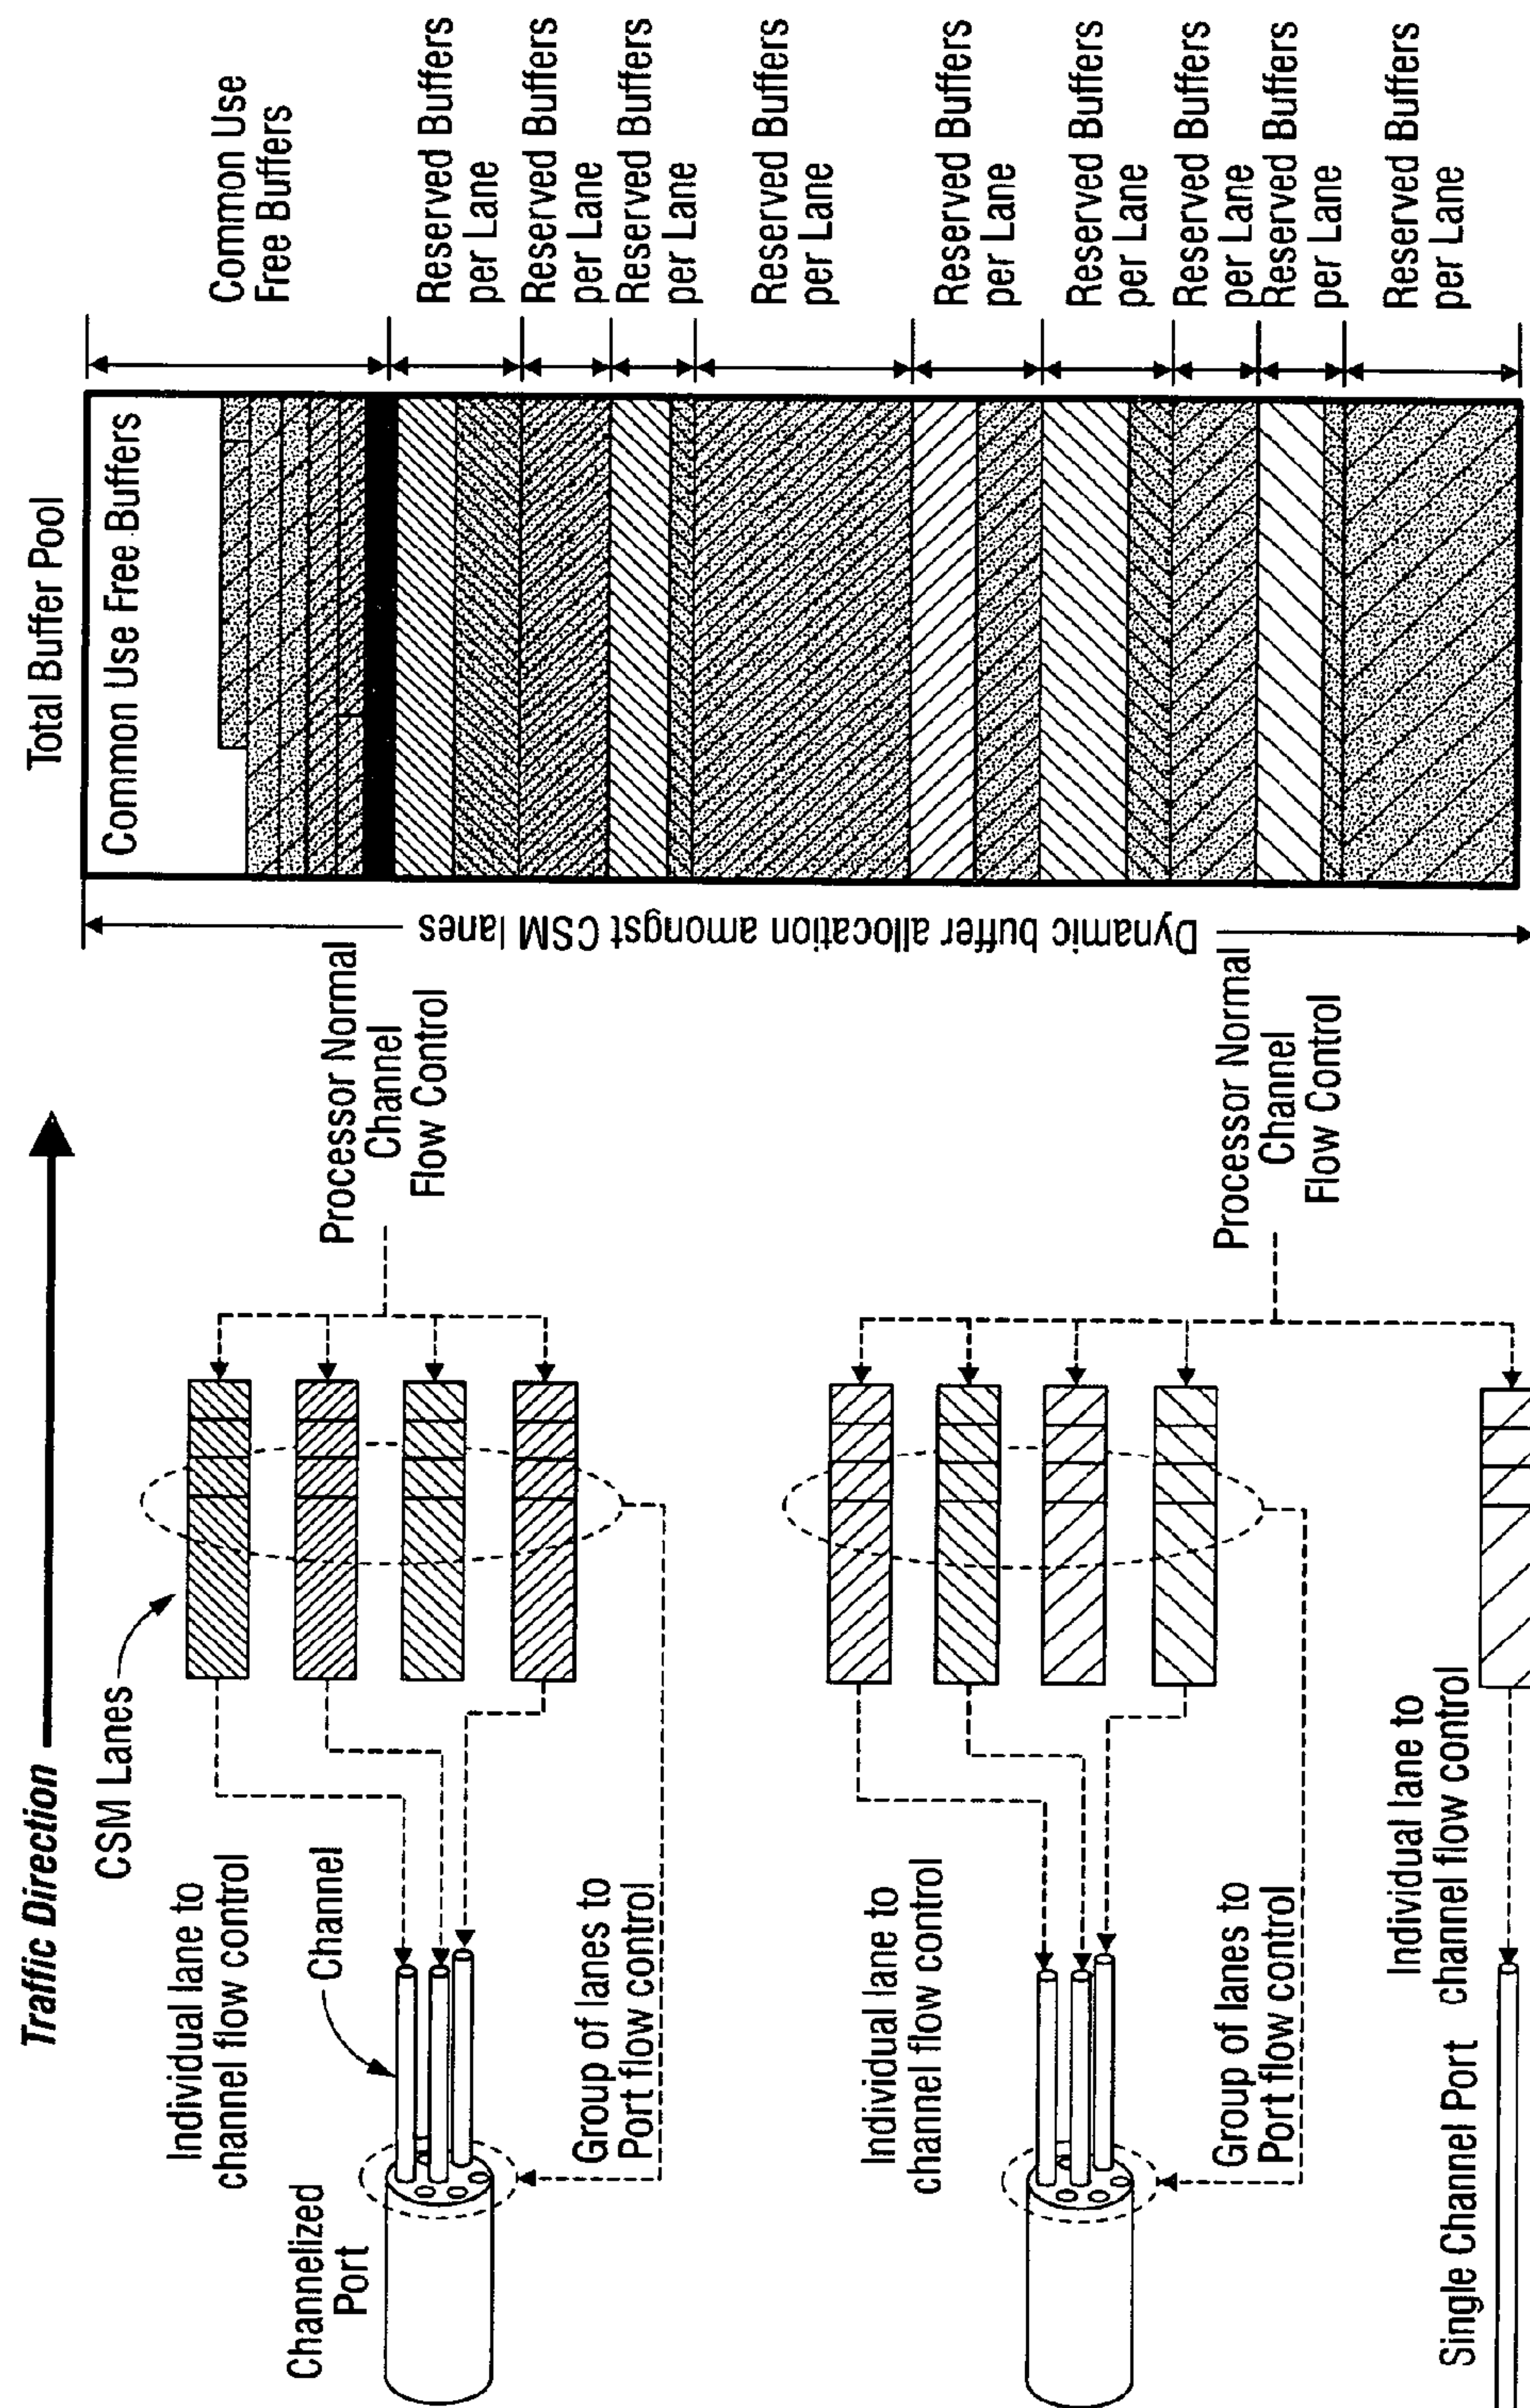 Traffic Direction
CSM Lanes
Individual lane to
channel flow control
Channel
Channelized
Port
Group of lanes to
Port flow control
Processor Normal
Channel
Flow Control
Individual lane to
channel flow control
Group of lanes to
Port flow control
Processor Normal
Channel
Flow Control
Single Channel Port
Individual lane to
channel flow control
Total Buffer Pool
Common Use Free Buffers
Dynamic buffer allocation amongst CSM lanes
Common Use
Free Buffers
Reserved Buffers
per Lane
Reserved Buffers
per Lane
Reserved Buffers
per Lane
Reserved Buffers
per Lane
Reserved Buffers
per Lane
Reserved Buffers
per Lane
Reserved Buffers
per Lane
Reserved Buffers
per Lane
Reserved Buffers
per Lane